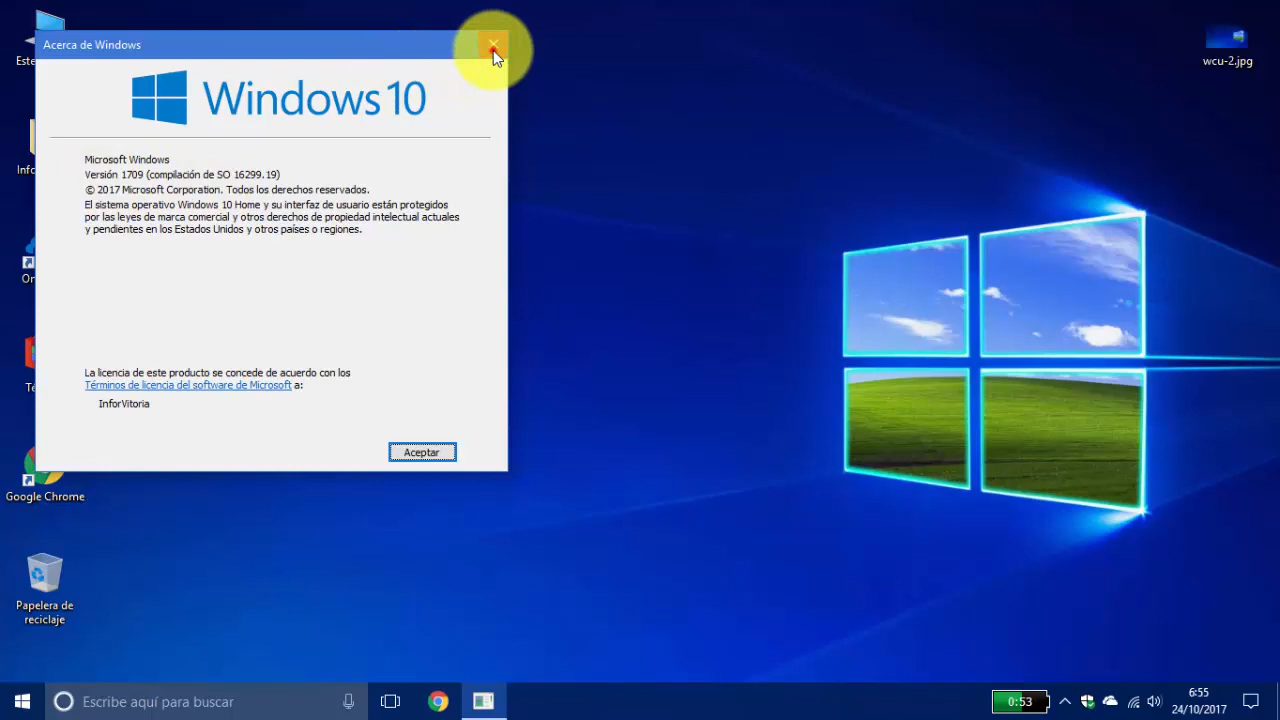 Acerca de Windows
Windows 10
Microsoft Windows
Versión 1709 (compilación de SO 16299.19)
© 2017 Microsoft Corporation. Todos los derechos reservados.
El sistema operativo Windows 10 Home y su interfaz de usuario están protegidos
por las leyes de marca comercial y otros derechos de propiedad intelectual actuales
y pendientes en los Estados Unidos y otros países o regiones.
La licencia de este producto se concede de acuerdo con los
Términos de licencia del software de Microsoft a:
InforVitoria
Aceptar
Google Chrome
Papelera de
reciclaje
wcu-2.jpg
Escribe aquí para buscar
0:53
6:55
24/10/2017